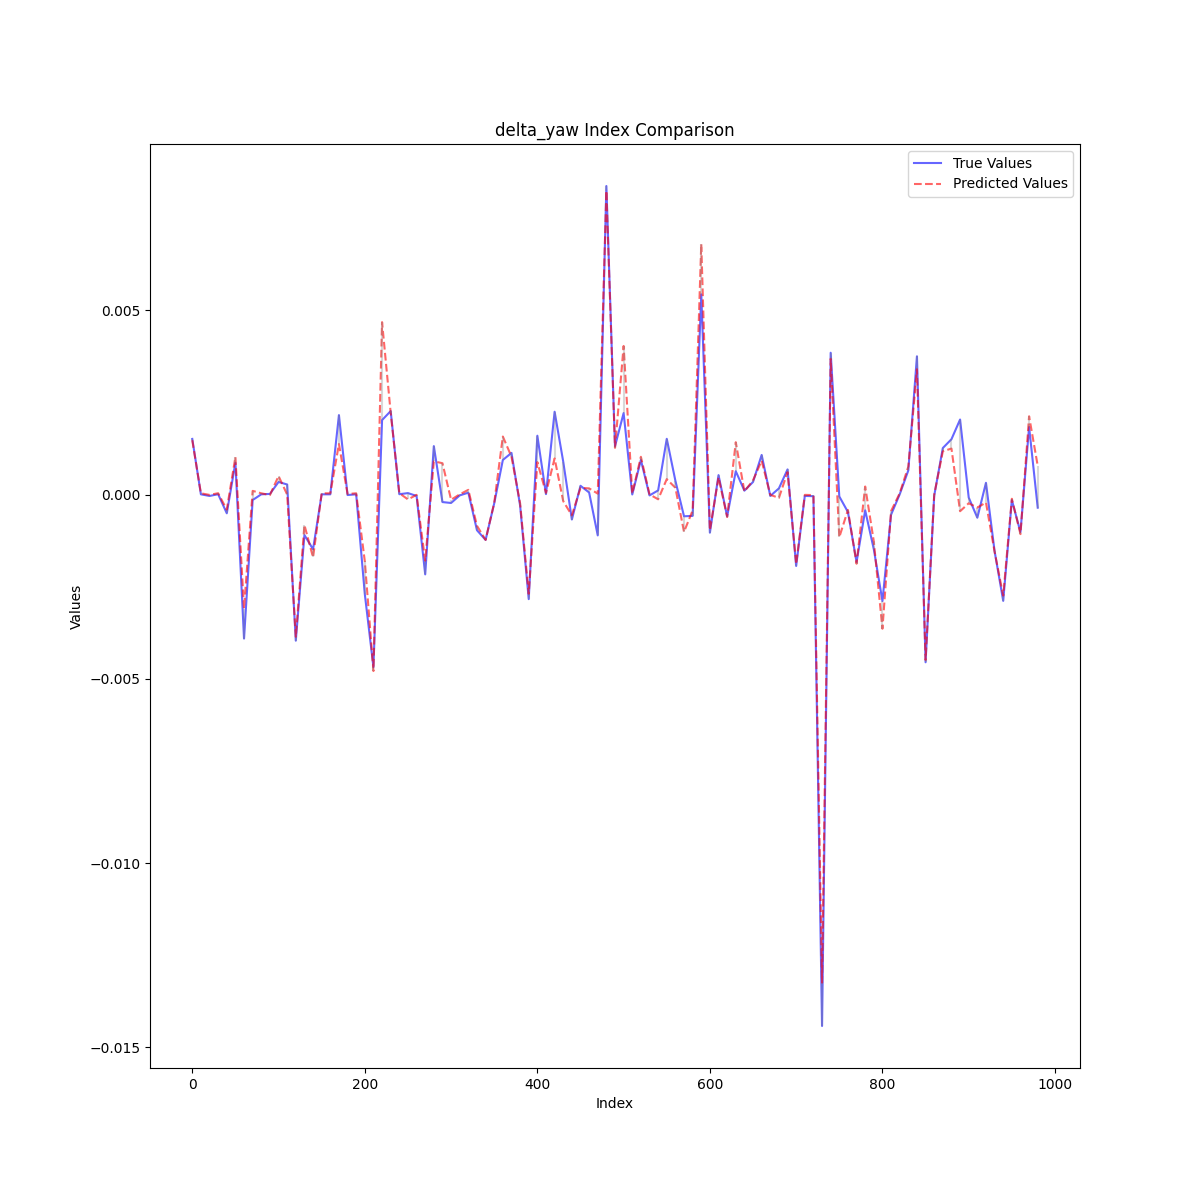 delta_yaw Index Comparison
True Values
Predicted Values
0.005
0.000
−0.005
−0.010
−0.015
Values
0
200
400
600
800
1000
Index